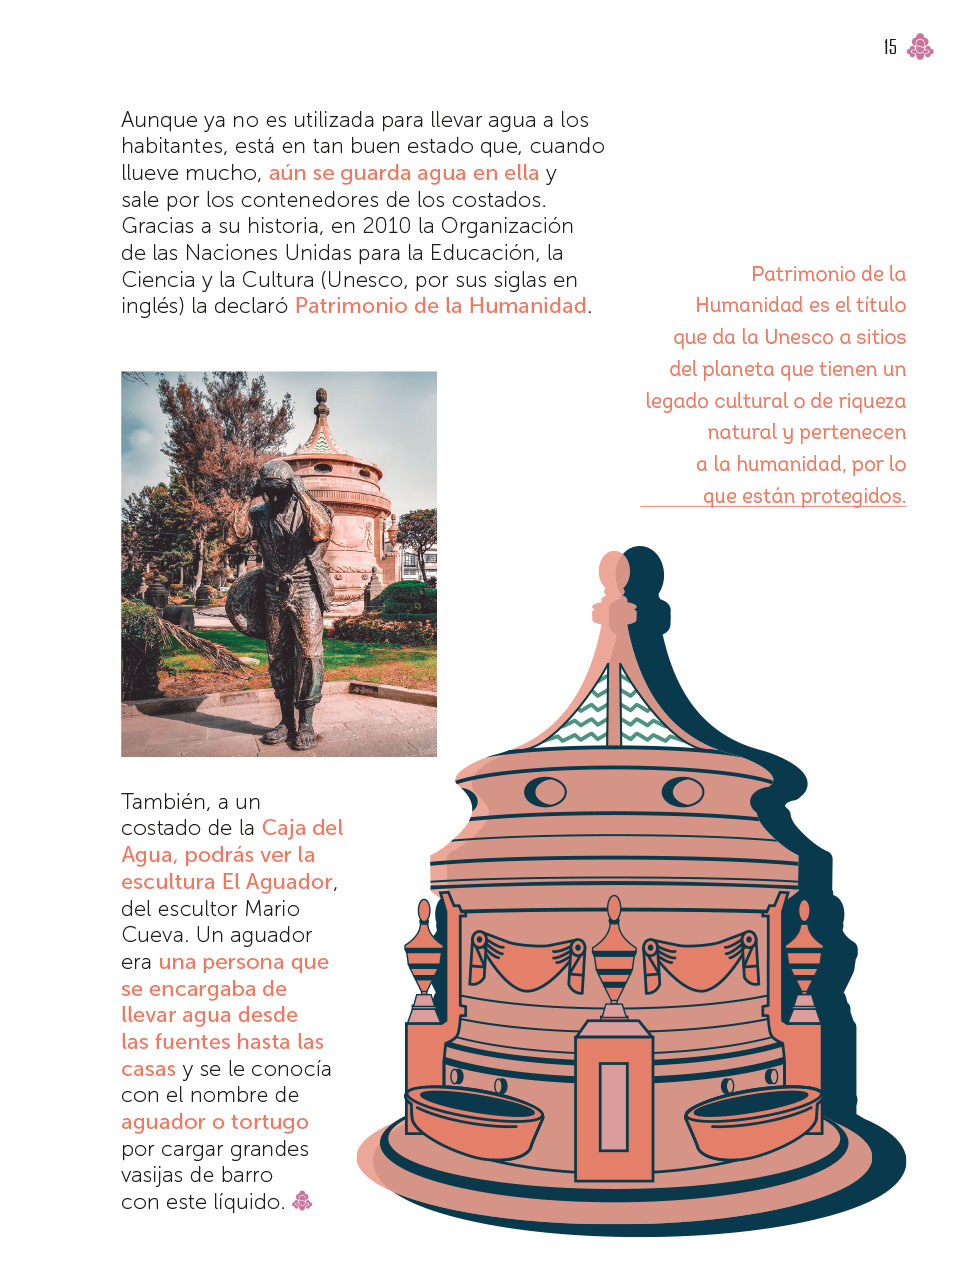 15
Aunque ya no es utilizada para llevar agua a los
habitantes, está en tan buen estado que, cuando
llueve mucho, aún se guarda agua en ella y
sale por los contenedores de los costados.
Gracias a su historia, en 2010 la Organización
de las Naciones Unidas para la Educación, la
Ciencia y la Cultura (Unesco, por sus siglas en
inglés) la declaró Patrimonio de la Humanidad.
Patrimonio de la
Humanidad es el título
que da la Unesco a sitios
del planeta que tienen un
legado cultural o de riqueza
natural y pertenecen
a la humanidad, por lo
que están protegidos.
También, a un
costado de la Caja del
Agua, podrás ver la
escultura El Aguador,
del escultor Mario
Cueva. Un aguador
era una persona que
se encargaba de
llevar agua desde
las fuentes hasta las
casas y se le conocía
con el nombre de
aguador o tortugo
por cargar grandes
vasijas de barro
con este líquido.